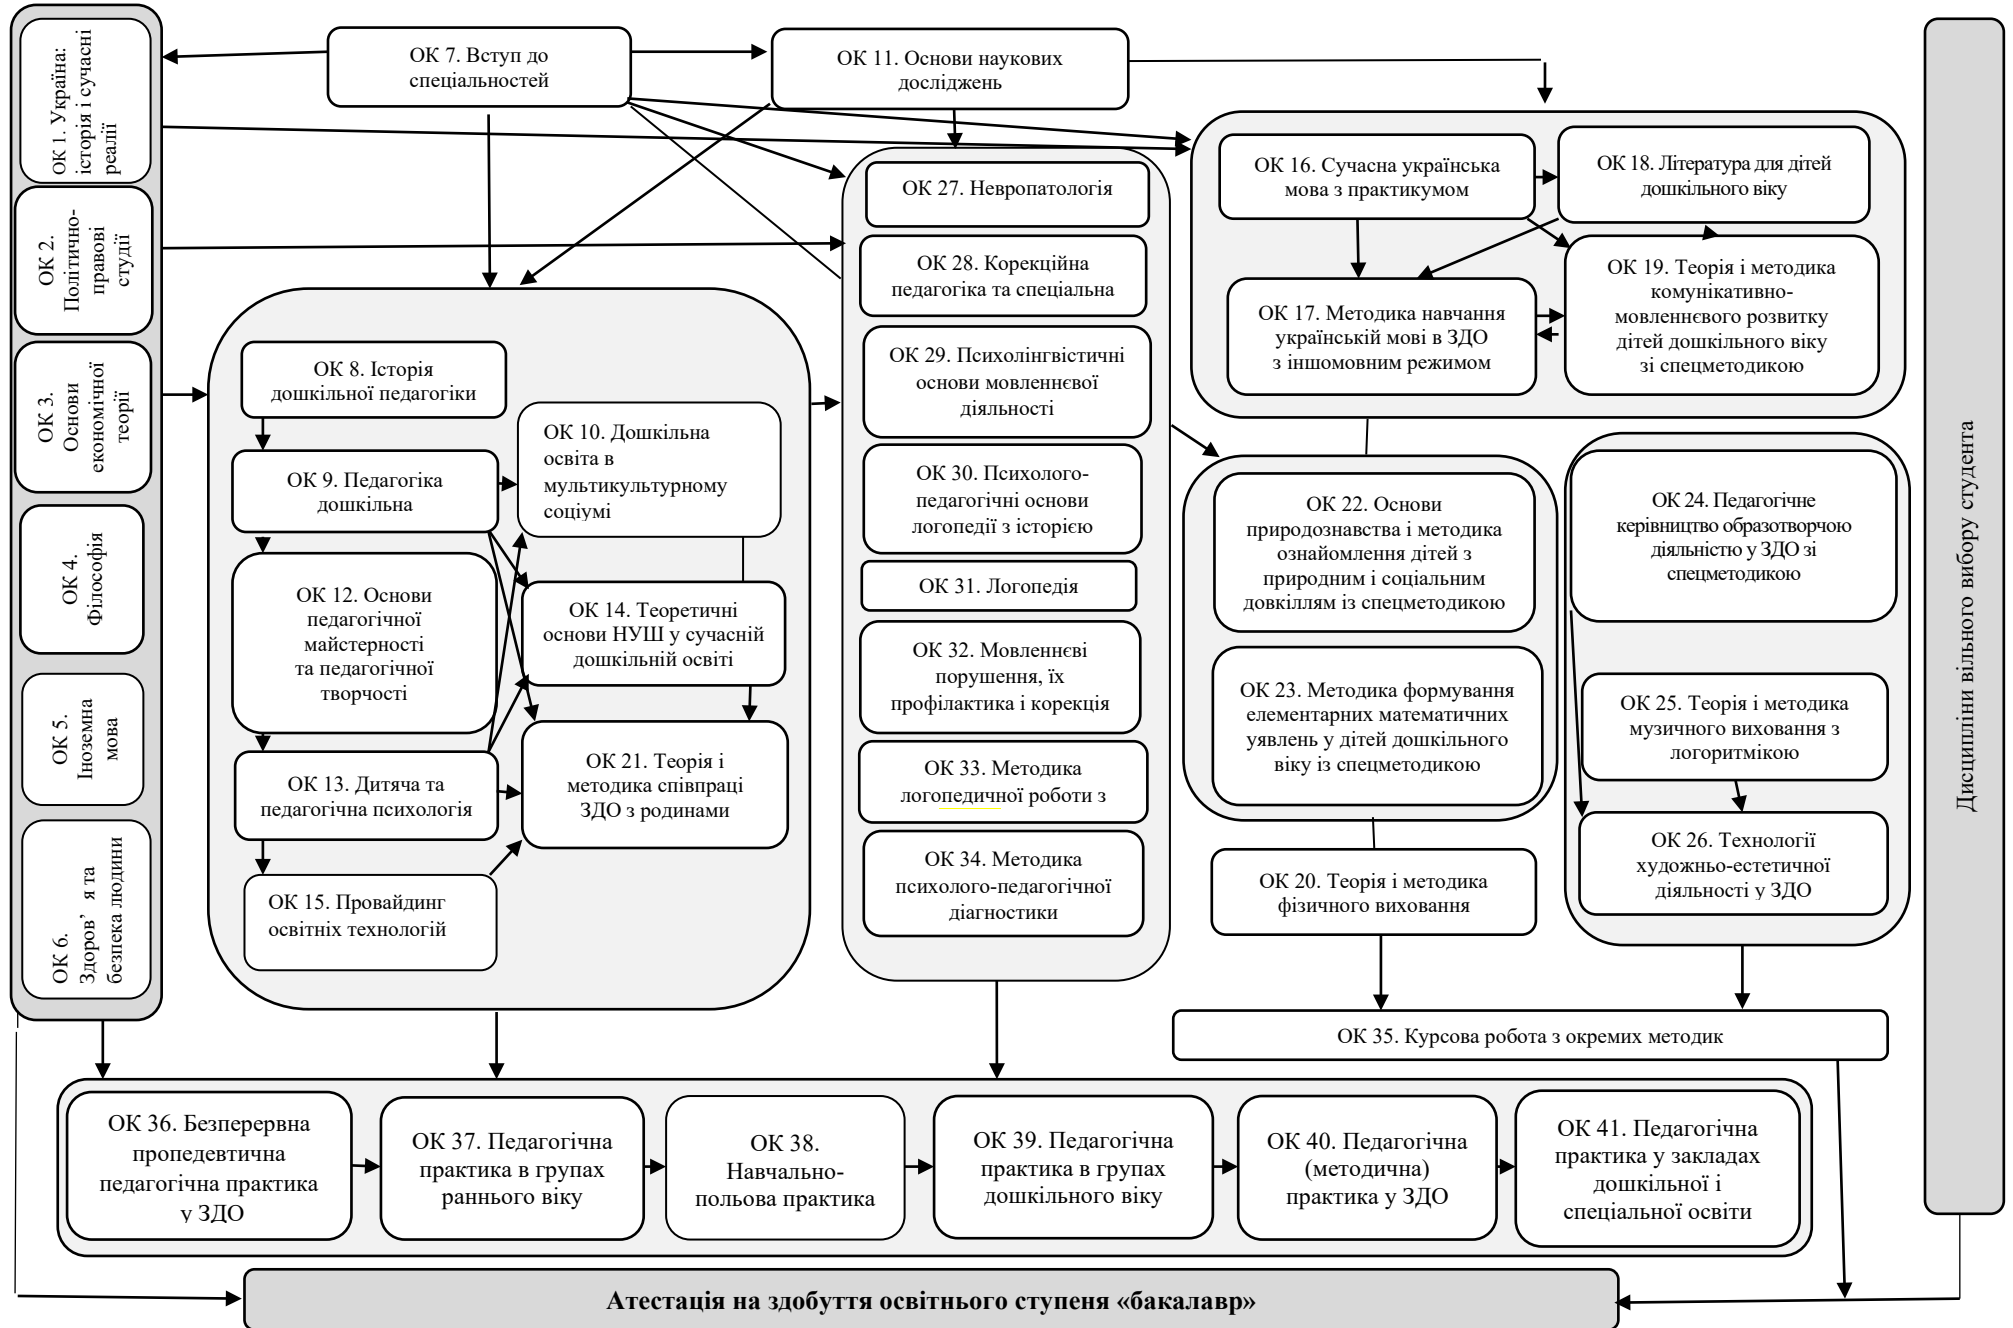 ОК 1. Україна:
історія і сучасні
реалії
ОК 2.
Політично-
правові
студії
ОК 3.
Основи
економічної
теорії
ОК 4.
Філософія
ОК 5.
Іноземна
мова
ОК 6.
Здоров’ я та
безпека людини
ОК 7. Вступ до
спеціальностей
ОК 11. Основи наукових
досліджень
ОК 8. Історія
дошкільної педагогіки
ОК 9. Педагогіка
дошкільна
ОК 10. Дошкільна
освіта в
мультикультурному
соціумі
ОК 12. Основи
педагогічної
майстерності
та педагогічної
творчості
ОК 14. Теоретичні
основи НУШ у сучасній
дошкільній освіті
ОК 13. Дитяча та
педагогічна психологія
ОК 21. Теорія і
методика співпраці
ЗДО з родинами
ОК 15. Провайдинг
освітніх технологій
ОК 27. Невропатологія
ОК 28. Корекційна
педагогіка та спеціальна
ОК 29. Психолінгвістичні
основи мовленнєвої
діяльності
ОК 30. Психолого-
педагогічні основи
логопедії з історією
ОК 31. Логопедія
ОК 32. Мовленнєві
порушення, їх
профілактика і корекція
ОК 33. Методика
логопедичної роботи з
ОК 34. Методика
психолого-педагогічної
діагностики
ОК 16. Сучасна українська
мова з практикумом
ОК 18. Література для дітей
дошкільного віку
ОК 17. Методика навчання
українській мові в ЗДО
з іншомовним режимом
ОК 19. Теорія і методика
комунікативно-
мовленнєвого розвитку
дітей дошкільного віку
зі спецметодикою
ОК 22. Основи
природознавства і методика
ознайомлення дітей з
природним і соціальним
довкіллям із спецметодикою
ОК 23. Методика формування
елементарних математичних
уявлень у дітей дошкільного
віку із спецметодикою
ОК 20. Теорія і методика
фізичного виховання
ОК 24. Педагогічне
керівництво образотворчою
діяльністю у ЗДО зі
спецметодикою
ОК 25. Теорія і методика
музичного виховання з
логоритмікою
ОК 26. Технології
художньо-естетичної
діяльності у ЗДО
ОК 35. Курсова робота з окремих методик
Дисципліни вільного вибору студента
ОК 36. Безперервна
пропедевтична
педагогічна практика
у ЗДО
ОК 37. Педагогічна
практика в групах
раннього віку
ОК 38.
Навчально-
польова практика
ОК 39. Педагогічна
практика в групах
дошкільного віку
ОК 40. Педагогічна
(методична)
практика у ЗДО
ОК 41. Педагогічна
практика у закладах
дошкільної і
спеціальної освіти
Атестація на здобуття освітнього ступеня «бакалавр»